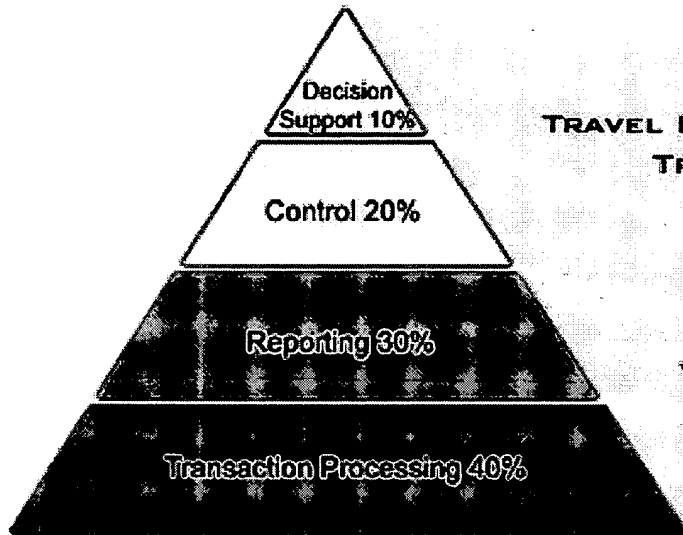 Decision
Support 10%
TRAVEL
Control 20%
Reporting 30%
Transaction Processing 40%